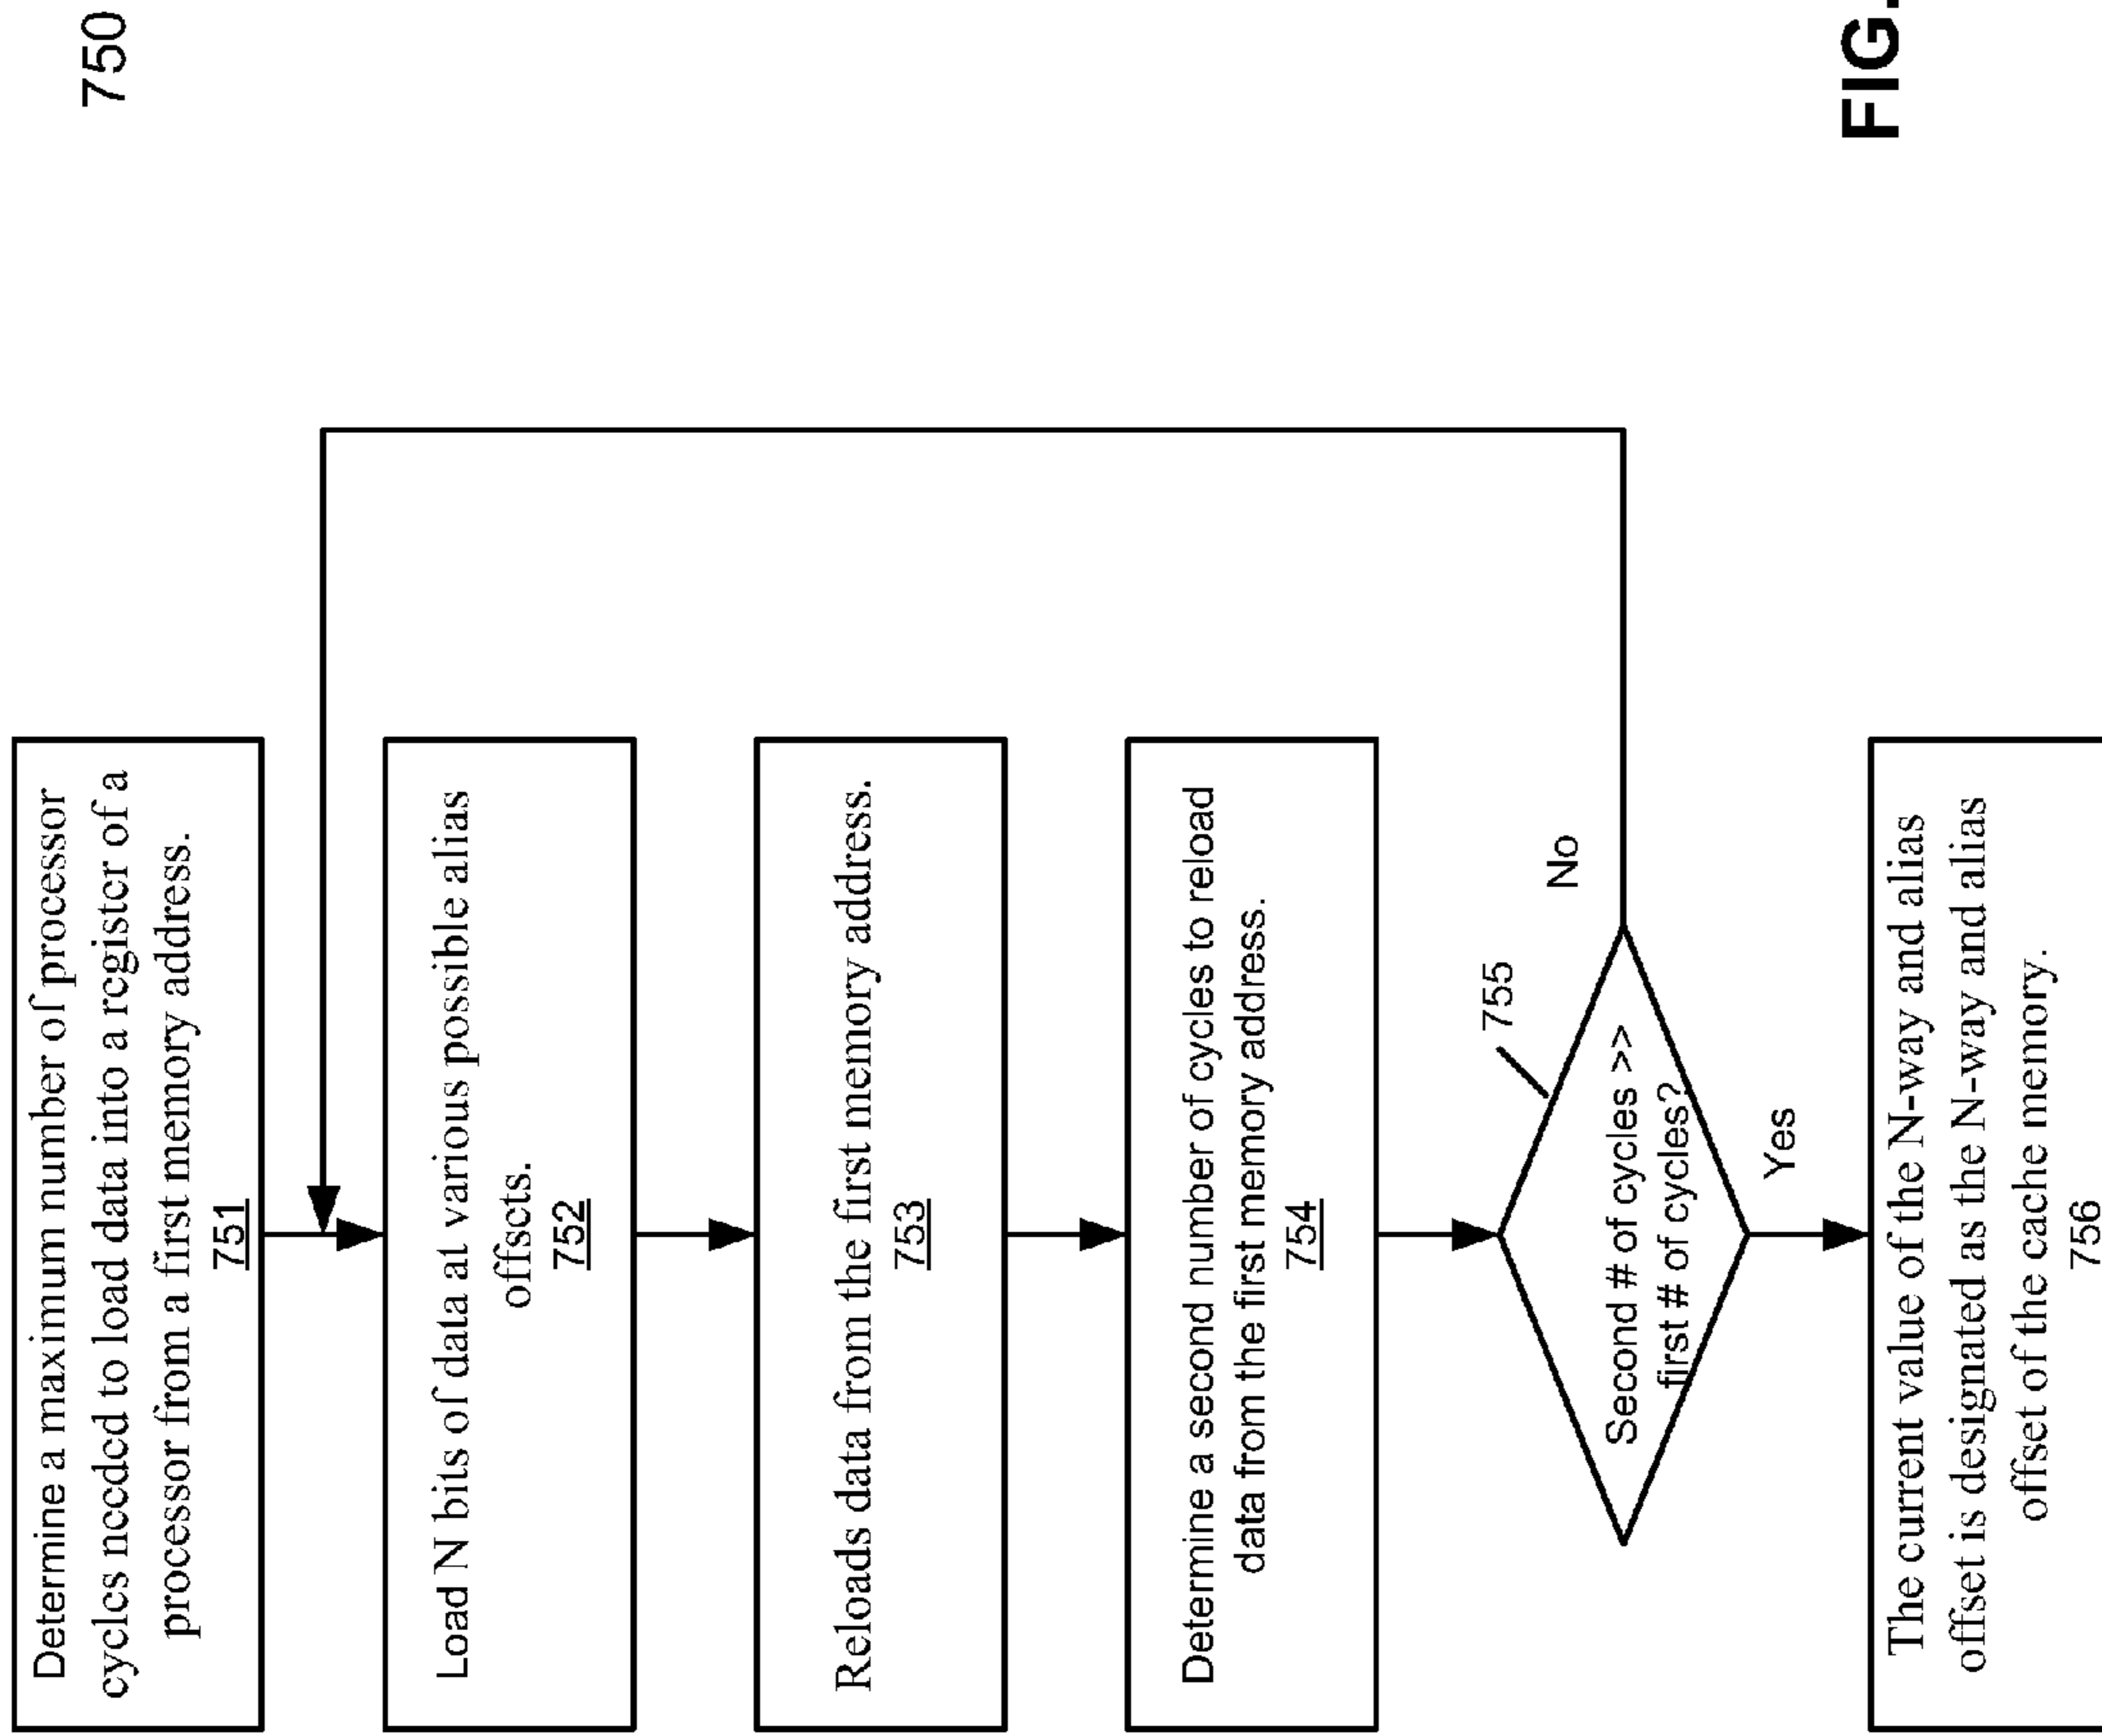 750
Determine a maximum number of processor
cyclcs nccdcd to load data into a rcgistcr of a
processor from a first memory address.
751
Load N bits of data at various possible alias
offscts.
752
Reloads data from the first memory address.
753
Determine a second number of cycles to reload
data from the first memory address.
754
755
Second # of cycles >>
first # of cycles?
No
Yes
The current value of the N-way and alias
offset is designated as the N-way and alias
offset of the cache memory.
756
FIG.